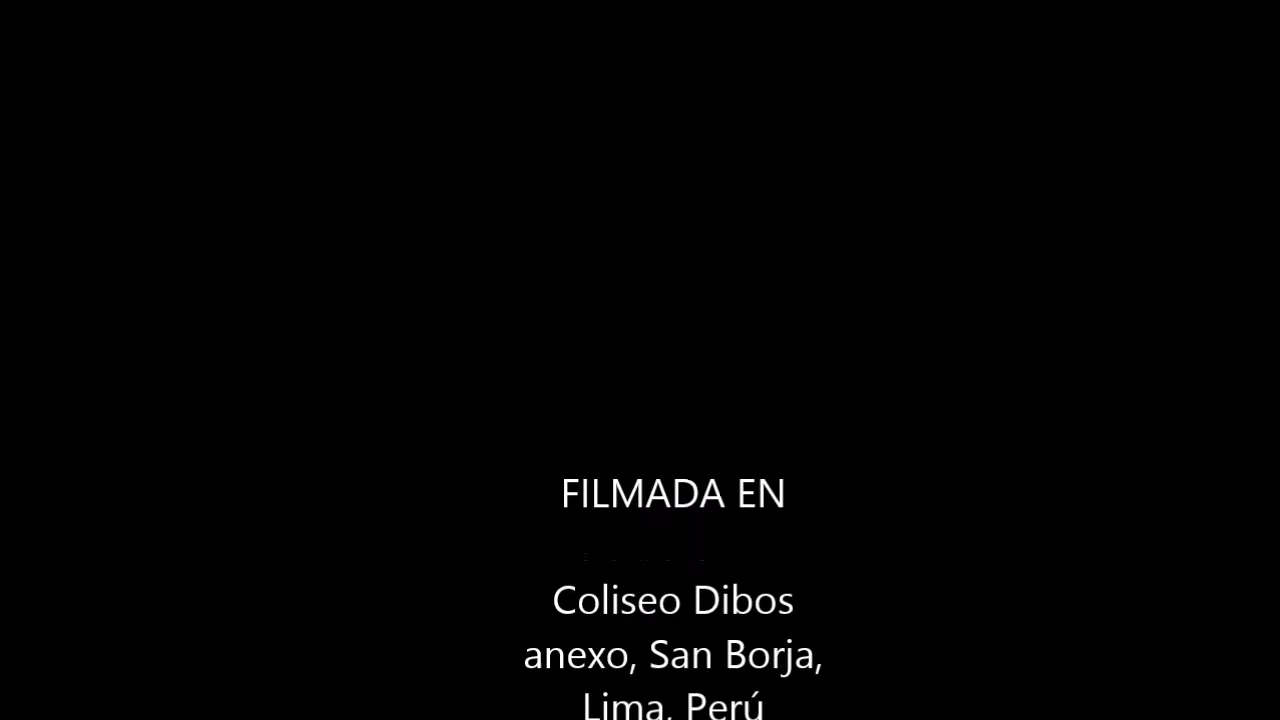 FILMADA EN
Coliseo Dibos
anexo, San Borja,
Lima, Perú